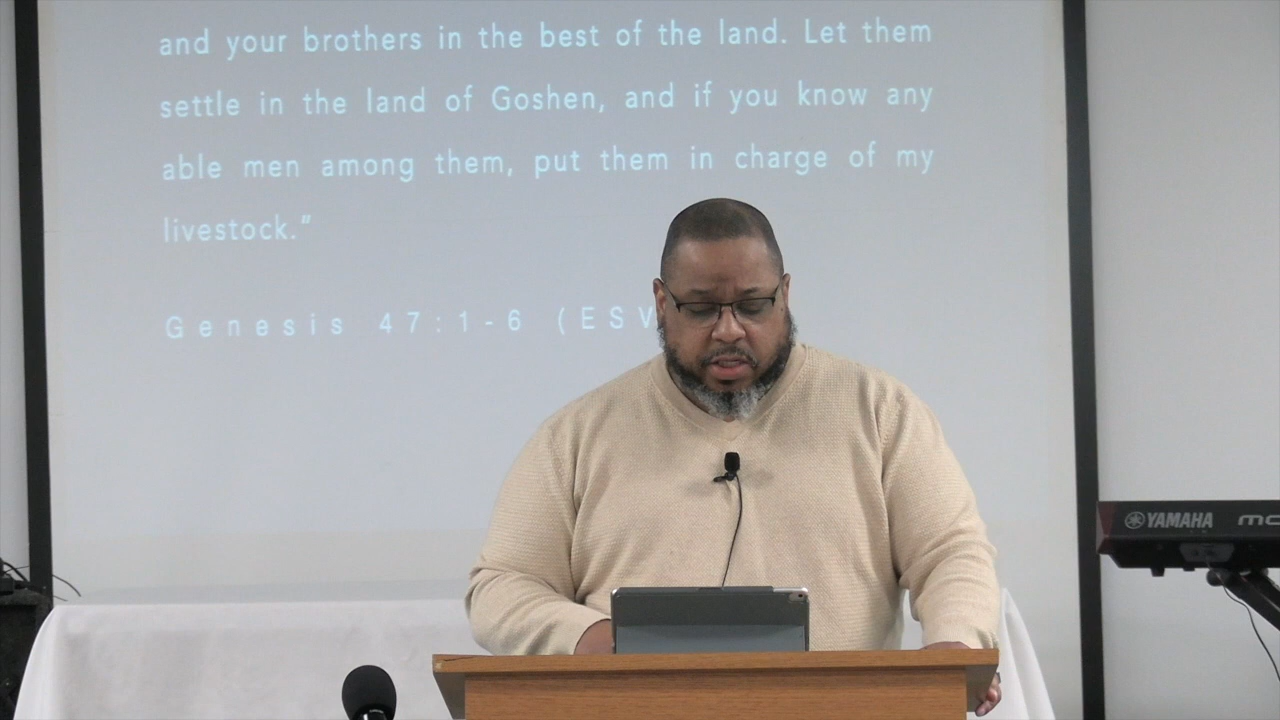 and your brothers in the best of the land. Let them
settle in the land of Goshen, and if you know any
able men among them, put them in charge of my
livestock.”
Genesis 47:1-6 (ESV
YAMAHA